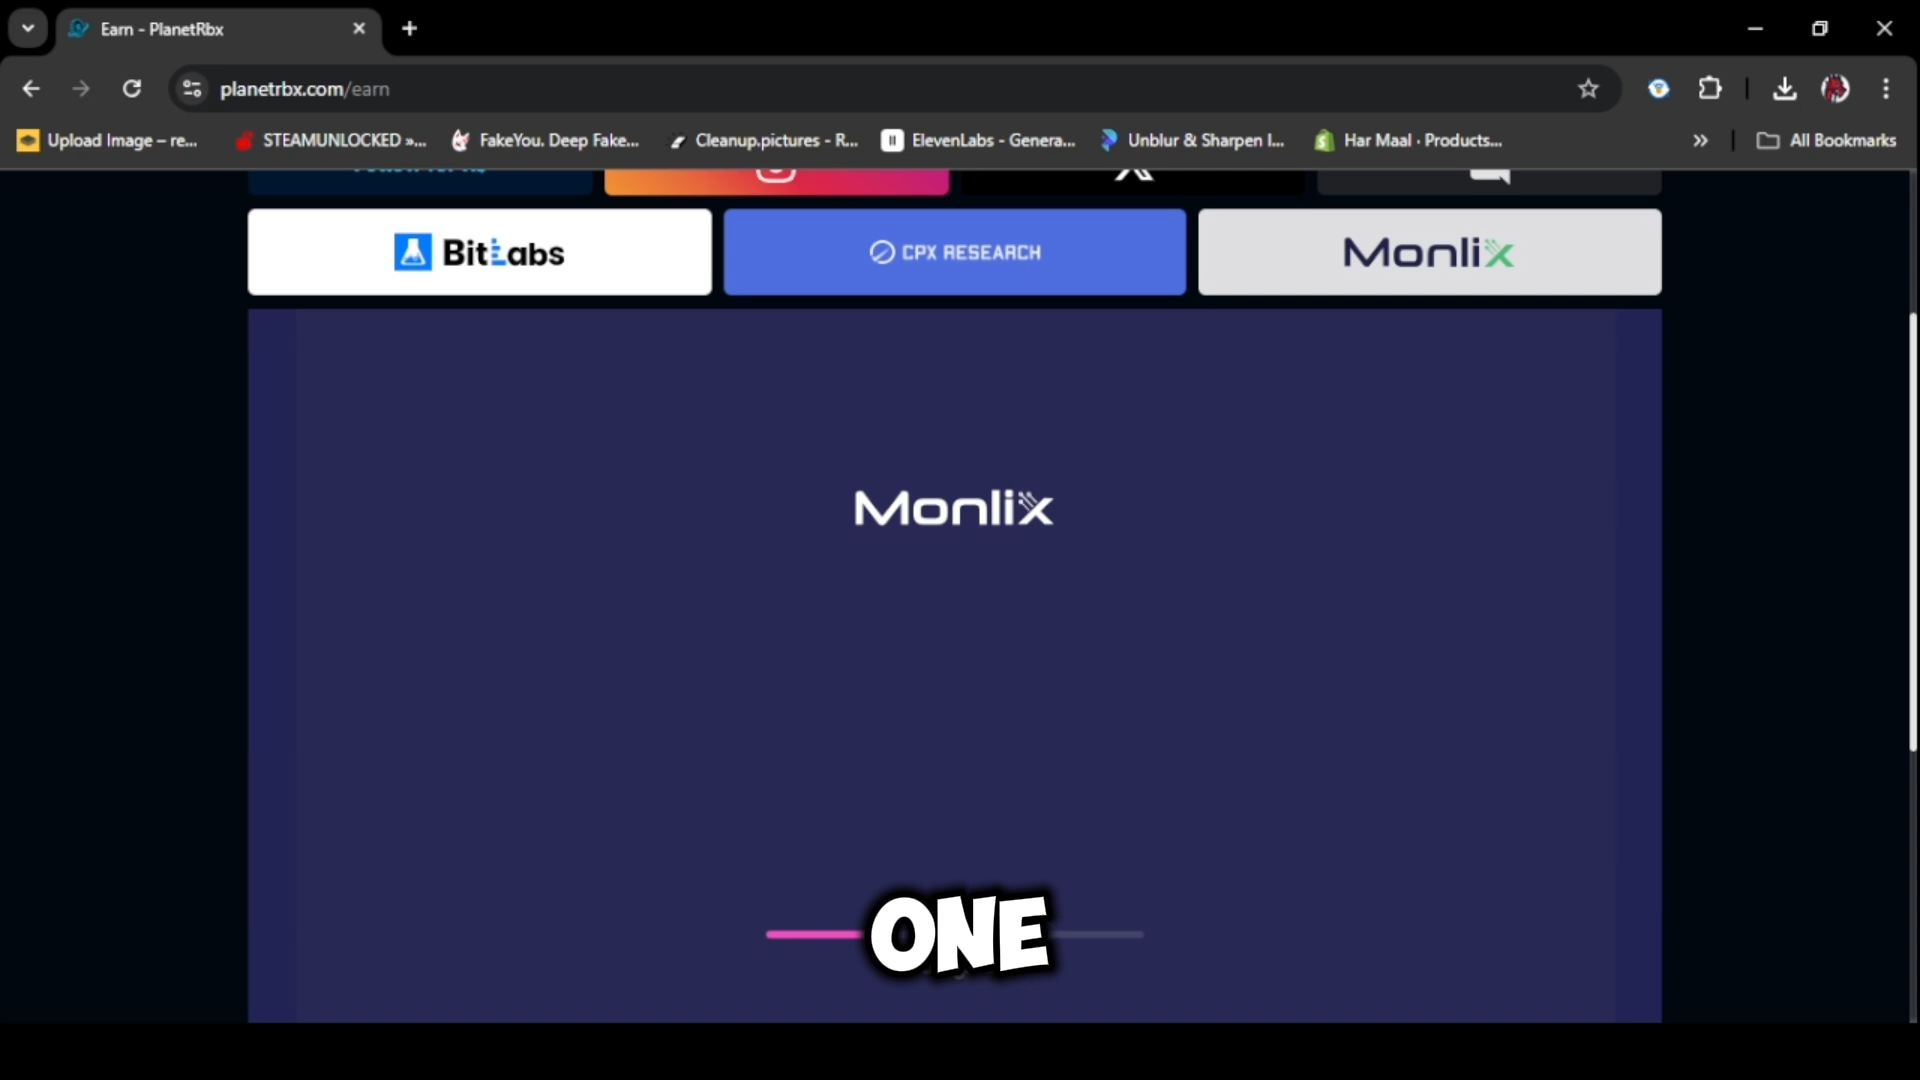 Earn - PlanetRbx
planetrbx.com/earn
Upload Image – re...
STEAMUNLOCKED »...
FakeYou. Deep Fake...
Cleanup.pictures - R...
ElevenLabs - Genera...
Unblur & Sharpen I...
Har Maal · Products...
All Bookmarks
BitLabs
CPX RESEARCH
Monlix
Monlix
ONE